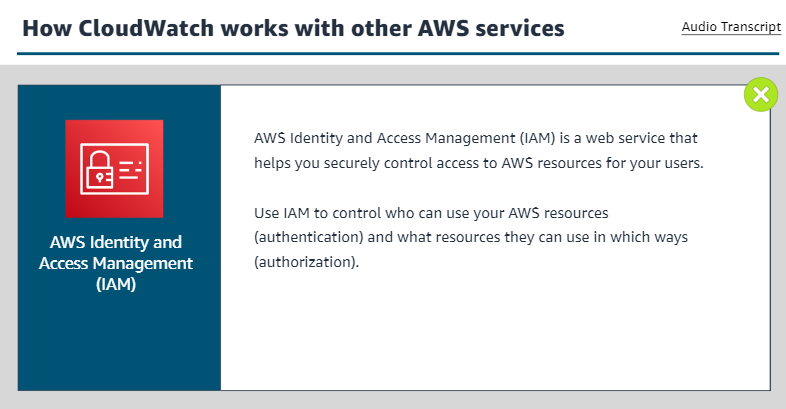 How CloudWatch works with other AWS services
Audio Transcript
AWS Identity and
Access Management
(IAM)
AWS Identity and Access Management (IAM) is a web service that
helps you securely control access to AWS resources for your users.
Use IAM to control who can use your AWS resources
(authentication) and what resources they can use in which ways
(authorization).